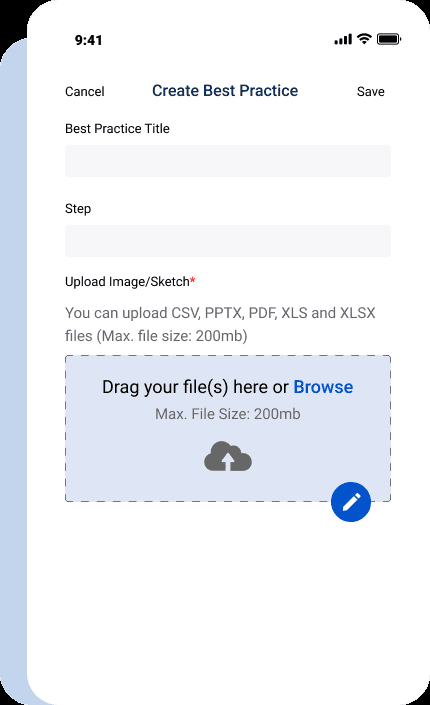 9:41
Cancel Create Best Practice Save
Best Practice Title
Step
Upload Image/Sketch*
You can upload CSV, PPTX, PDF, XLS and XLSX
files (Max. file size: 200mb)
Drag your file(s) here or Browse
Max. File Size: 200mb